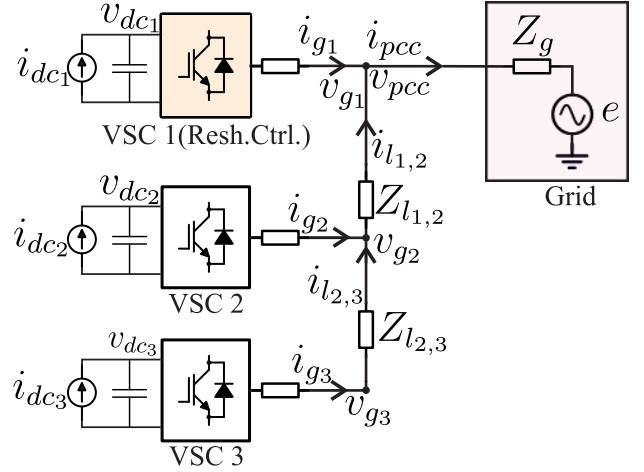 v_{dc_1}
i_{dc_1}
VSC 1(Resh.Ctrl.)
i_{g_1}
v_{g_1}
i_{pcc}
v_{pcc}
Z_g
e
Grid
i_{l_{1,2}}
Z_{l_{1,2}}
v_{dc_2}
i_{dc_2}
VSC 2
i_{g_2}
v_{g_2}
i_{l_{2,3}}
Z_{l_{2,3}}
v_{dc_3}
i_{dc_3}
VSC 3
i_{g_3}
v_{g_3}